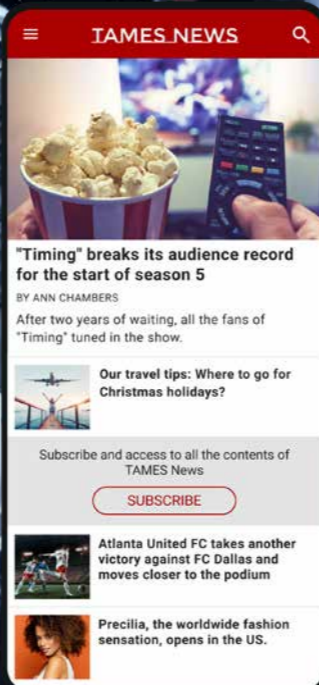 TAMES NEWS
"Timing" breaks its audience record
for the start of season 5
BY ANN CHAMBERS
After two years of waiting, all the fans of
"Timing" tuned in the show.
Our travel tips: Where to go for
Christmas holidays?
Subscribe and access to all the contents of
TAMES News
SUBSCRIBE
Atlanta United FC takes another
victory against FC Dallas and
moves closer to the podium
Precilia, the worldwide fashion
sensation, opens in the US.